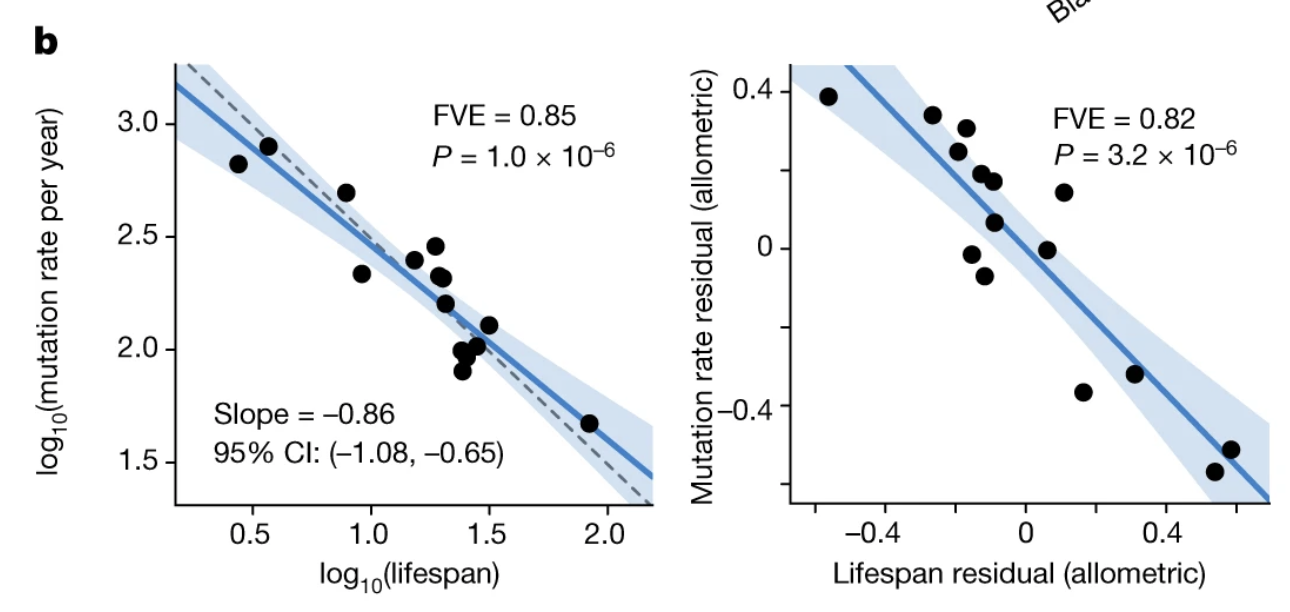 b
Bla
log10(mutation rate per year)
3.0
2.5
2.0
1.5
FVE = 0.85
P = 1.0 × 10–6
Slope = –0.86
95% CI: (–1.08, –0.65)
0.5 1.0 1.5 2.0
log10(lifespan)
Mutation rate residual (allometric)
0.4
0
–0.4
FVE = 0.82
P = 3.2 × 10–6
–0.4 0 0.4
Lifespan residual (allometric)